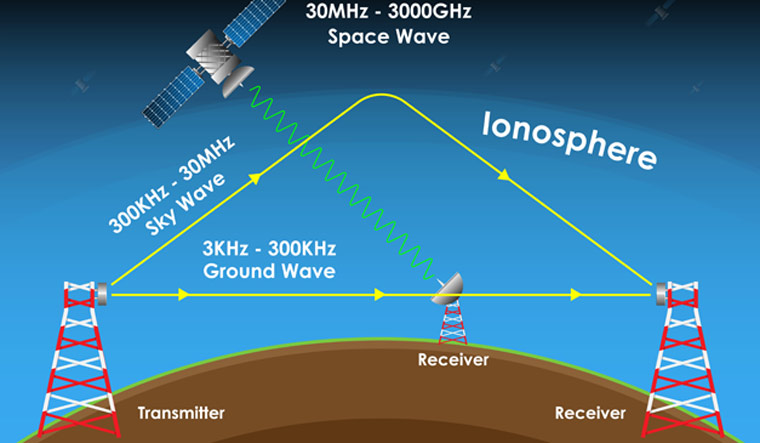 30MHz - 3000GHz
Space Wave
Ionosphere
300KHz - 30MHz
Sky Wave
3KHz - 300KHz
Ground Wave
Receiver
Transmitter
Receiver